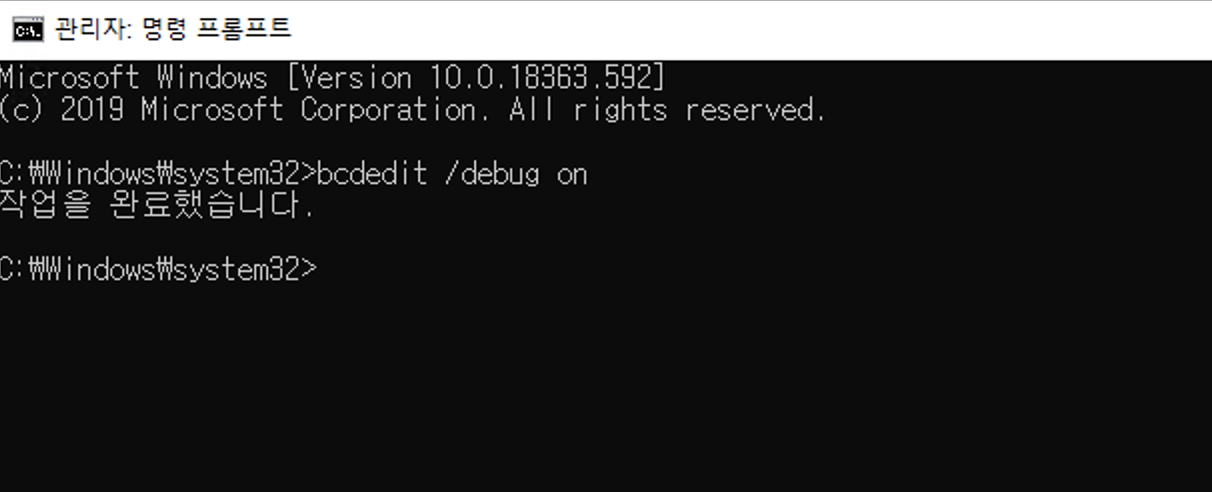 관리자: 명령 프롬프트
Microsoft Windows [Version 10.0.18363.592]
(c) 2019 Microsoft Corporation. All rights reserved.
C:₩Windows₩system32>bcdedit /debug on
작업을 완료했습니다.
C:₩Windows₩system32>